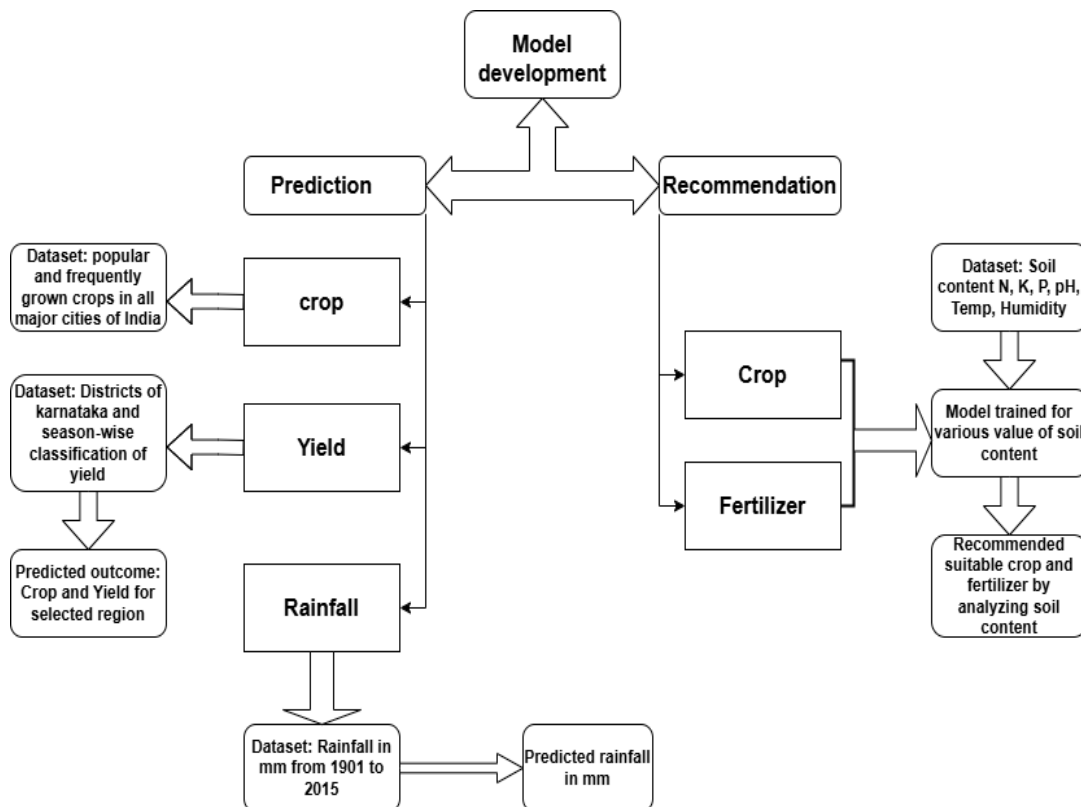 Model
development
Prediction
Recommendation
Dataset: popular
and frequently
grown crops in all
major cities of India
crop
Dataset: Soil
content N, K, P, pH,
Temp, Humidity
Dataset: Districts of
karnataka and
season-wise
classification of
yield
Yield
Crop
Model trained for
various value of soil
content
Fertilizer
Predicted outcome:
Crop and Yield for
selected region
Rainfall
Recommended
suitable crop and
fertilizer by
analyzing soil
content
Dataset: Rainfall in
mm from 1901 to
2015
Predicted rainfall
in mm